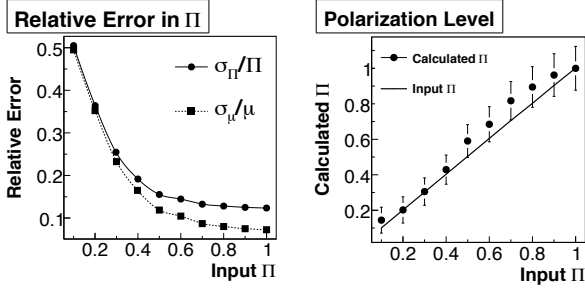 Relative Error in Π
Relative Error
0.5
0.4
0.3
0.2
0.1
σ_Π/Π
σ_μ/μ
0.2 0.4 0.6 0.8 1
Input Π
Polarization Level
Calculated Π
1
0.8
0.6
0.4
0.2
Calculated Π
Input Π
0.2 0.4 0.6 0.8 1
Input Π